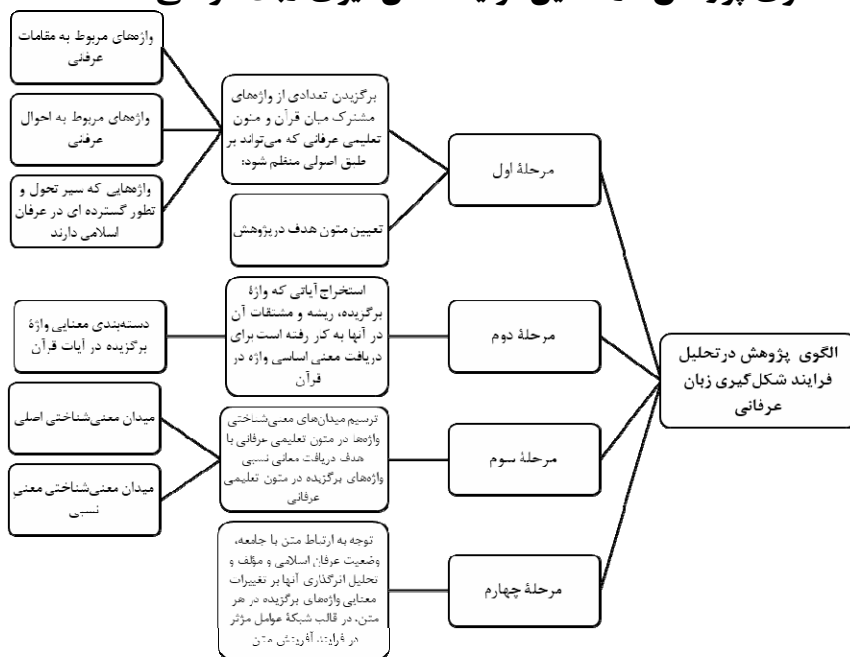 الگوی پژوهش در تحلیل
فرایند شکل‌گیری زبان
عرفانی
مرحلهٔ اول
برگزیدن تعدادی از واژه‌های
مشترک میان قرآن و متون
تعلیمی عرفانی که می‌تواند بر
طبق اصولی منظم شود:
واژه‌های مربوط به مقامات
عرفانی
واژه‌های مربوط به احوال
عرفانی
واژه‌هایی که سیر تحول و
تطور گسترده ای در عرفان
اسلامی دارند
تعیین متون هدف درپژوهش
مرحلهٔ دوم
استخراج آیاتی که واژهٔ
برگزیده، ریشه و مشتقات آن
در آنها به کار رفته است برای
دریافت معنی اساسی واژه در
قرآن
دسته‌بندی معنایی واژهٔ
برگزیده در آیات قرآن
مرحلهٔ سوم
ترسیم میدان‌های معنی‌شناختی
واژه‌ها در متون تعلیمی عرفانی با
هدف دریافت معانی نسبی
واژه‌های برگزیده در متون تعلیمی
عرفانی
میدان معنی‌شناختی اصلی
میدان معنی‌شناختی معنی
نسبی
مرحلهٔ چهارم
توجه به ارتباط متن با جامعه،
وضعیت عرفان اسلامی و مؤلف و
تحلیل اثرگذاری آنها بر تغییرات
معنایی واژه‌های برگزیده در هر
متن، در قالب شبکهٔ عوامل مؤثر
در فرایند آفرینش متن